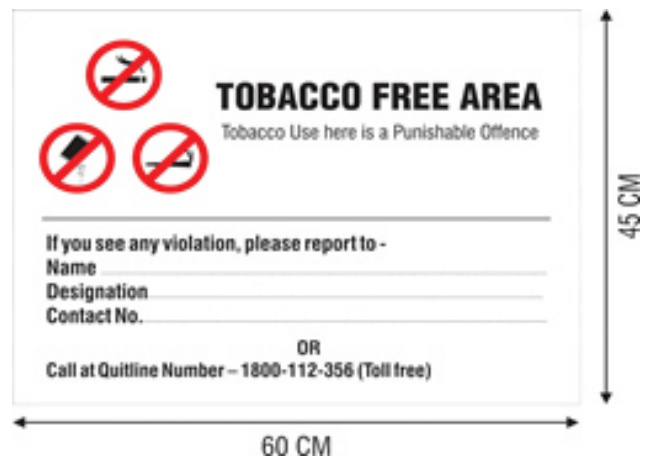 TOBACCO FREE AREA
Tobacco Use here is a Punishable Offence
If you see any violation, please report to -
Name
Designation
Contact No.
OR
Call at Quitline Number – 1800-112-356 (Toll free)
45 CM
60 CM